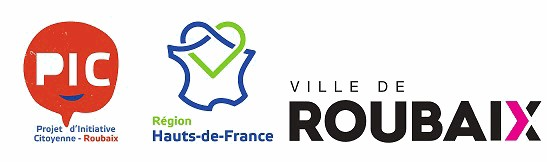 PIC
Projet d'Initiative
Citoyenne - Roubaix
Région
Hauts-de-France
VILLE DE
ROUBAIX